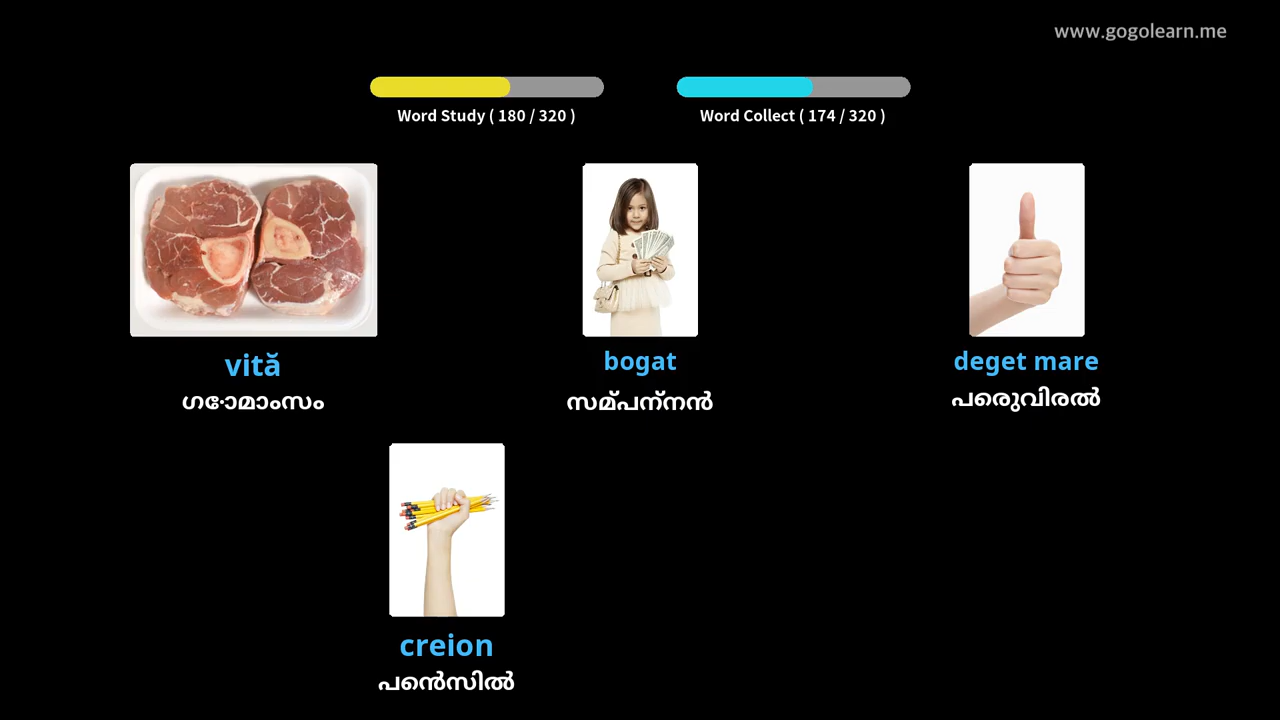 www.gogolearn.me
Word Study ( 180 / 320 )
Word Collect ( 174 / 320 )
vită
bogat
deget mare
ഗോമാംസം
സമ്പന്നൻ
പെരുവിരൽ
creion
പെൻസിൽ